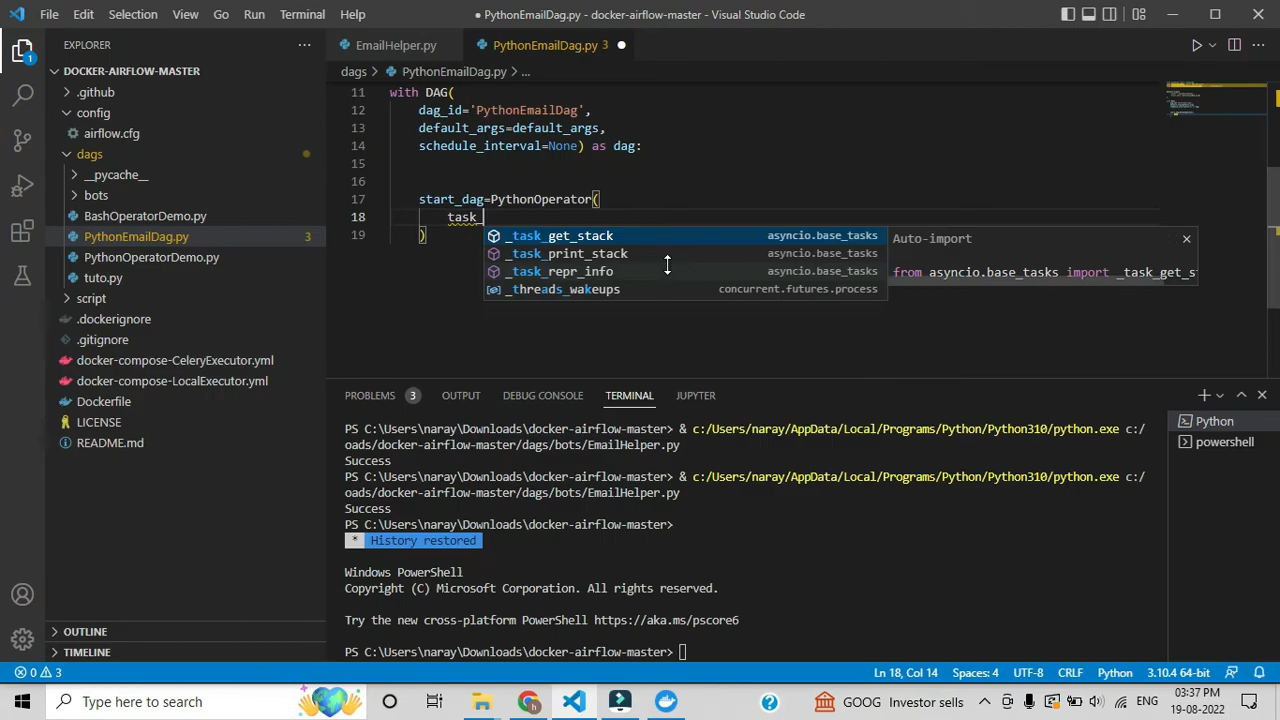 File Edit Selection View Go Run Terminal Help
● PythonEmailDag.py - docker-airflow-master - Visual Studio Code
EXPLORER
DOCKER-AIRFLOW-MASTER
.github
config
airflow.cfg
dags
__pycache__
bots
BashOperatorDemo.py
PythonEmailDag.py 3
PythonOperatorDemo.py
tuto.py
script
.dockerignore
.gitignore
docker-compose-CeleryExecutor.yml
docker-compose-LocalExecutor.yml
Dockerfile
LICENSE
README.md
OUTLINE
TIMELINE
1
EmailHelper.py PythonEmailDag.py 3
dags > PythonEmailDag.py > ...
11 with DAG(
12 dag_id='PythonEmailDag',
13 default_args=default_args,
14 schedule_interval=None) as dag:
15
16
17 start_dag=PythonOperator(
18 task_
19 )
_task_get_stack asyncio.base_tasks
_task_print_stack asyncio.base_tasks
_task_repr_info asyncio.base_tasks
_threads_wakeups concurrent.futures.process
Auto-import
from asyncio.base_tasks import _task_get_st
PROBLEMS 3 OUTPUT DEBUG CONSOLE TERMINAL JUPYTER
PS C:\Users\naray\Downloads\docker-airflow-master> & c:/Users/naray/AppData/Local/Programs/Python/Python310/python.exe c:/
oads/docker-airflow-master/dags/bots/EmailHelper.py
Success
PS C:\Users\naray\Downloads\docker-airflow-master> & c:/Users/naray/AppData/Local/Programs/Python/Python310/python.exe c:/
oads/docker-airflow-master/dags/bots/EmailHelper.py
Success
PS C:\Users\naray\Downloads\docker-airflow-master>
* History restored
Windows PowerShell
Copyright (C) Microsoft Corporation. All rights reserved.
Try the new cross-platform PowerShell https://aka.ms/pscore6
PS C:\Users\naray\Downloads\docker-airflow-master>
Python
powershell
0 3 Ln 18, Col 14 Spaces: 4 UTF-8 CRLF Python 3.10.4 64-bit
Type here to search
GOOG Investor sells ENG 03:37 PM
19-08-2022